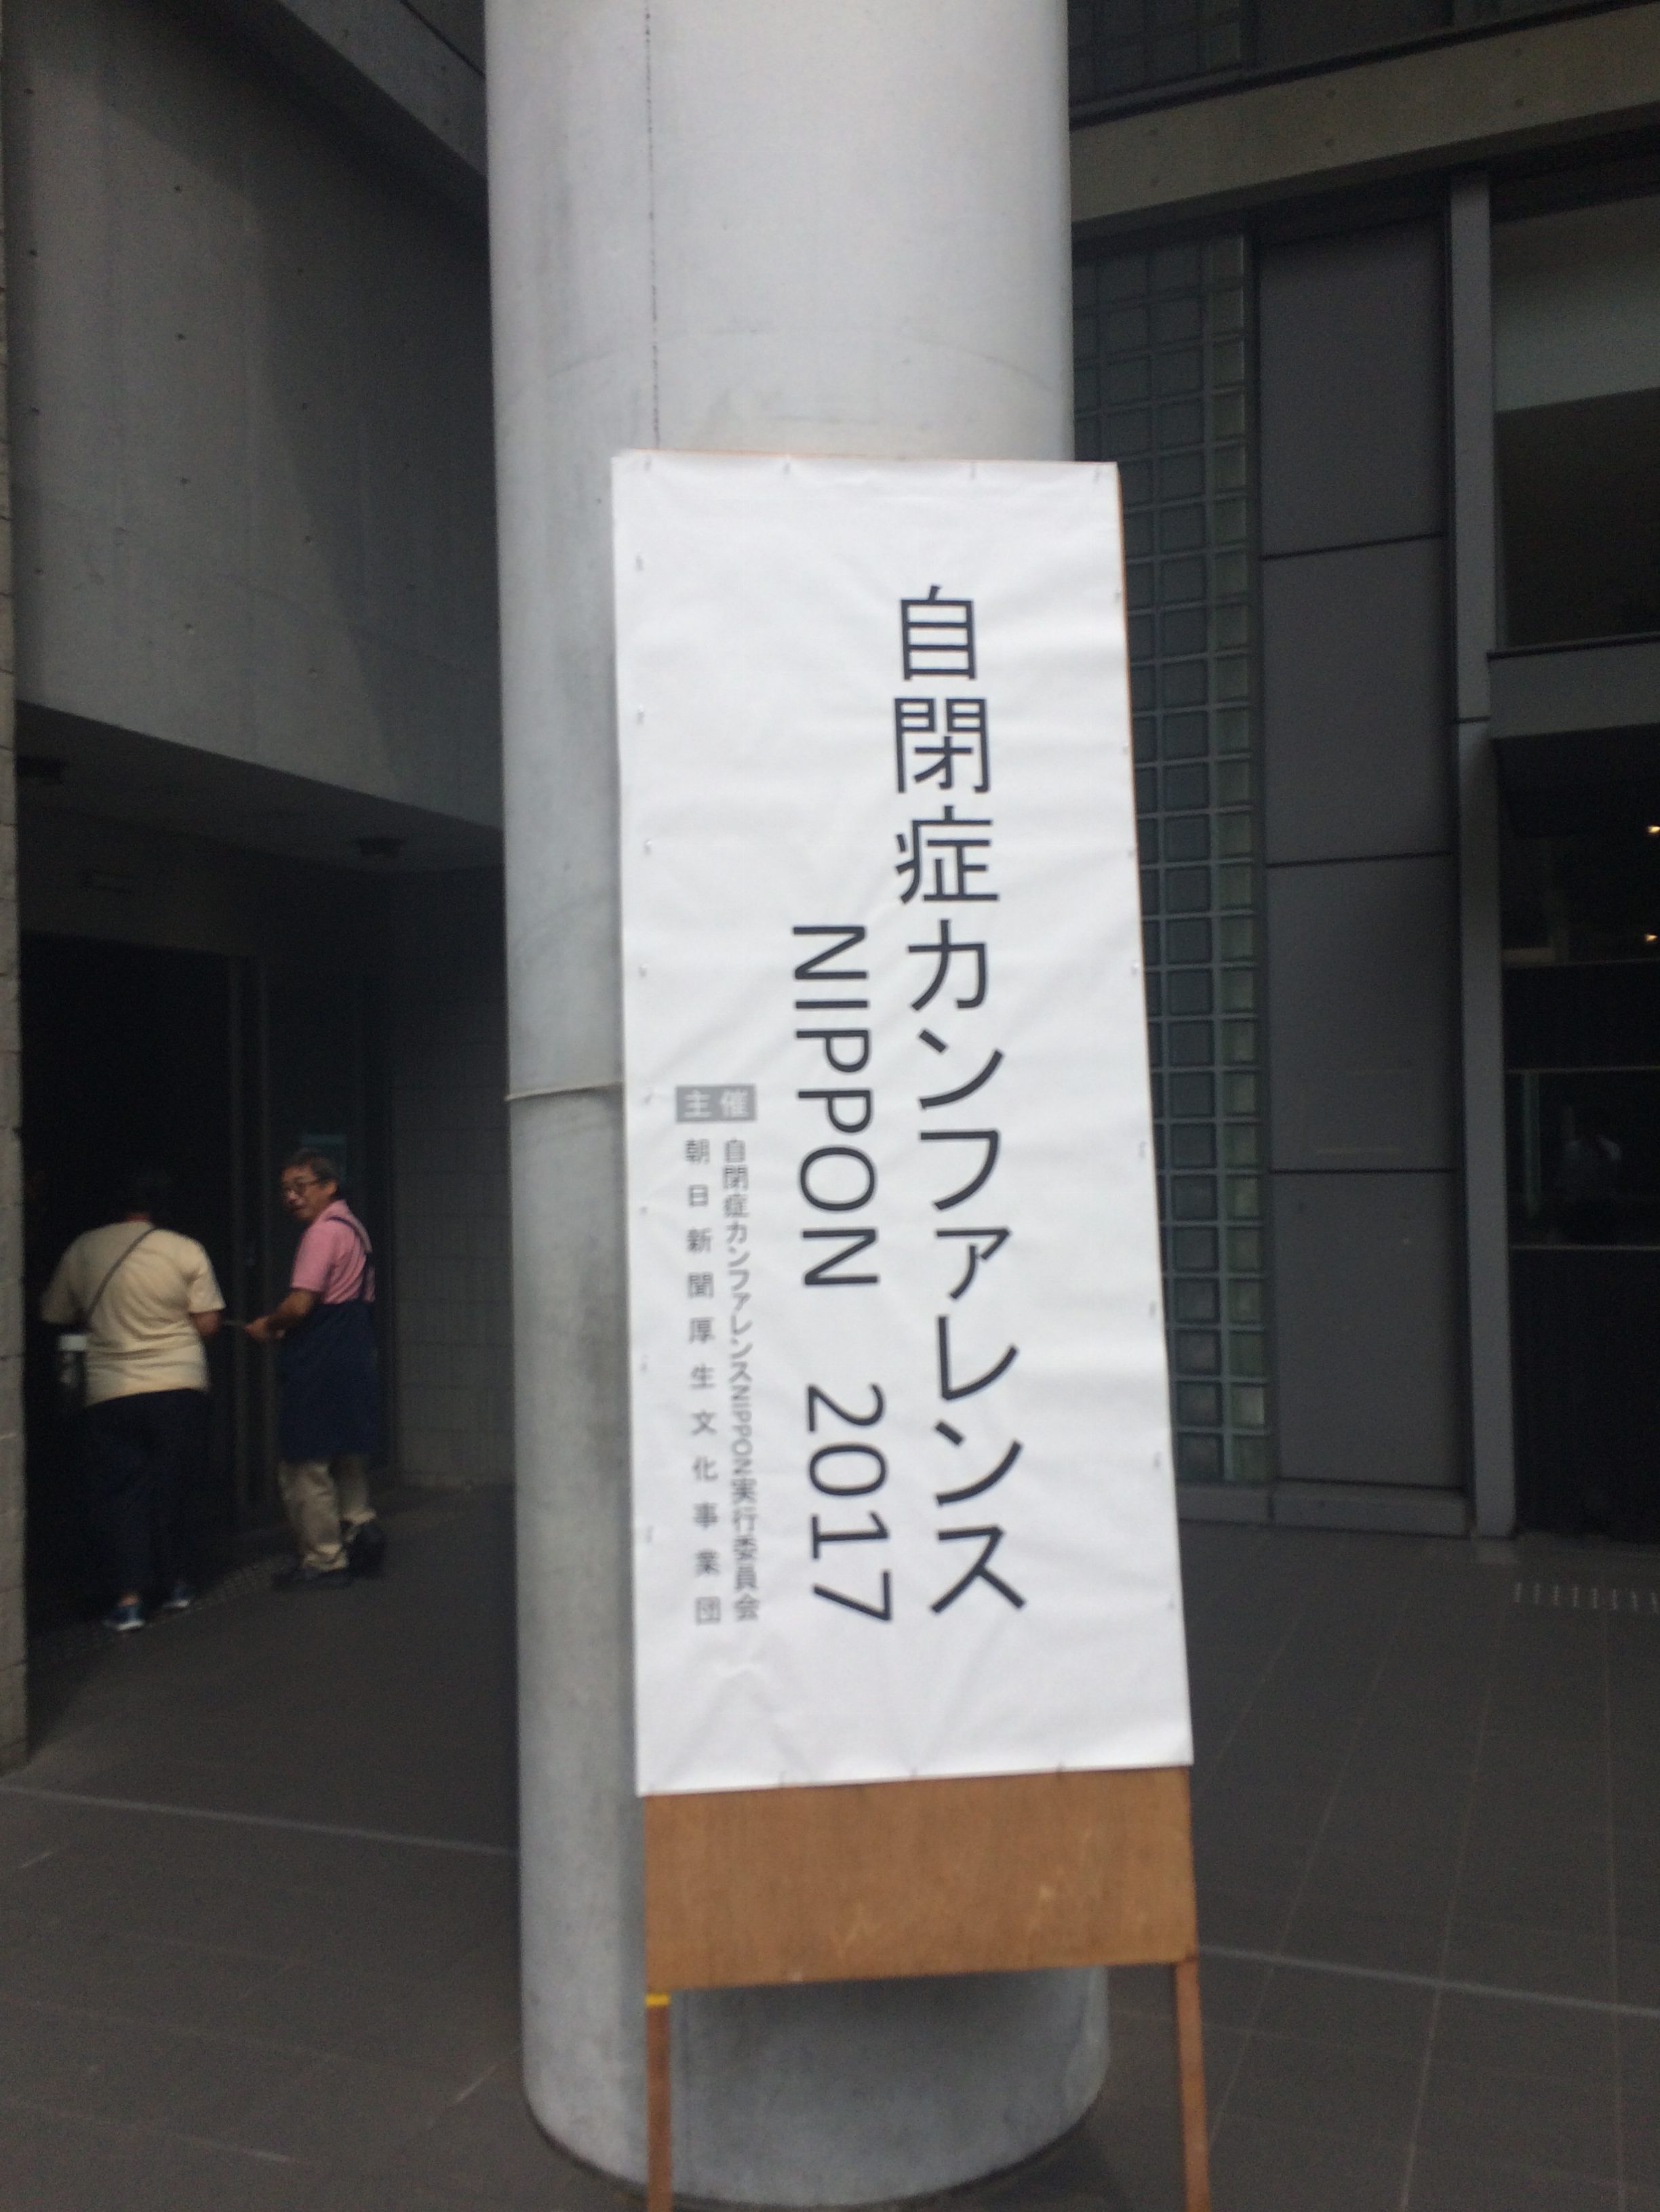 自閉症カンファレンス
NIPPON 2017
主催
自閉症カンファレンスNIPPON実行委員会
朝日新聞厚生文化事業団